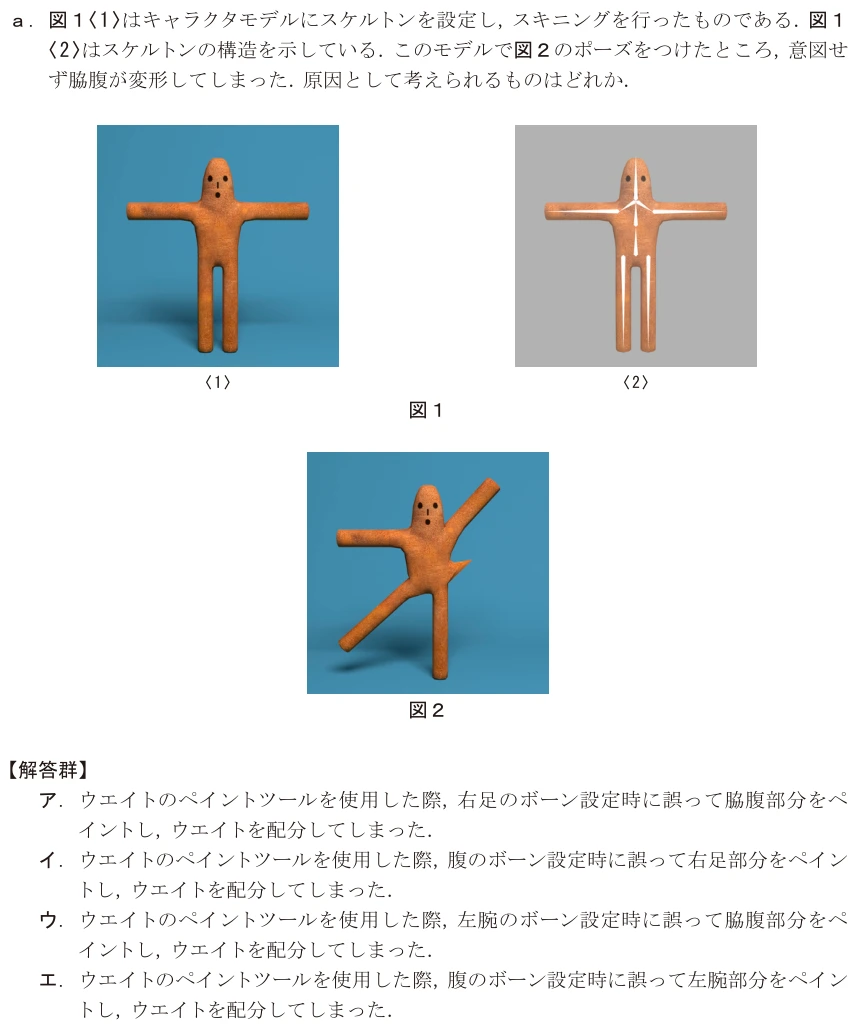 a．図1〈1〉はキャラクタモデルにスケルトンを設定し，スキニングを行ったものである．図1
〈2〉はスケルトンの構造を示している．このモデルで図2のポーズをつけたところ，意図せ
ず脇腹が変形してしまった．原因として考えられるものはどれか．
〈1〉
〈2〉
図1
図2
【解答群】
ア．ウエイトのペイントツールを使用した際，右足のボーン設定時に誤って脇腹部分をペ
イントし，ウエイトを配分してしまった．
イ．ウエイトのペイントツールを使用した際，腹のボーン設定時に誤って右足部分をペイン
トし，ウエイトを配分してしまった．
ウ．ウエイトのペイントツールを使用した際，左腕のボーン設定時に誤って脇腹部分をペ
イントし，ウエイトを配分してしまった．
エ．ウエイトのペイントツールを使用した際，腹のボーン設定時に誤って左腕部分をペイン
トし，ウエイトを配分してしまった．